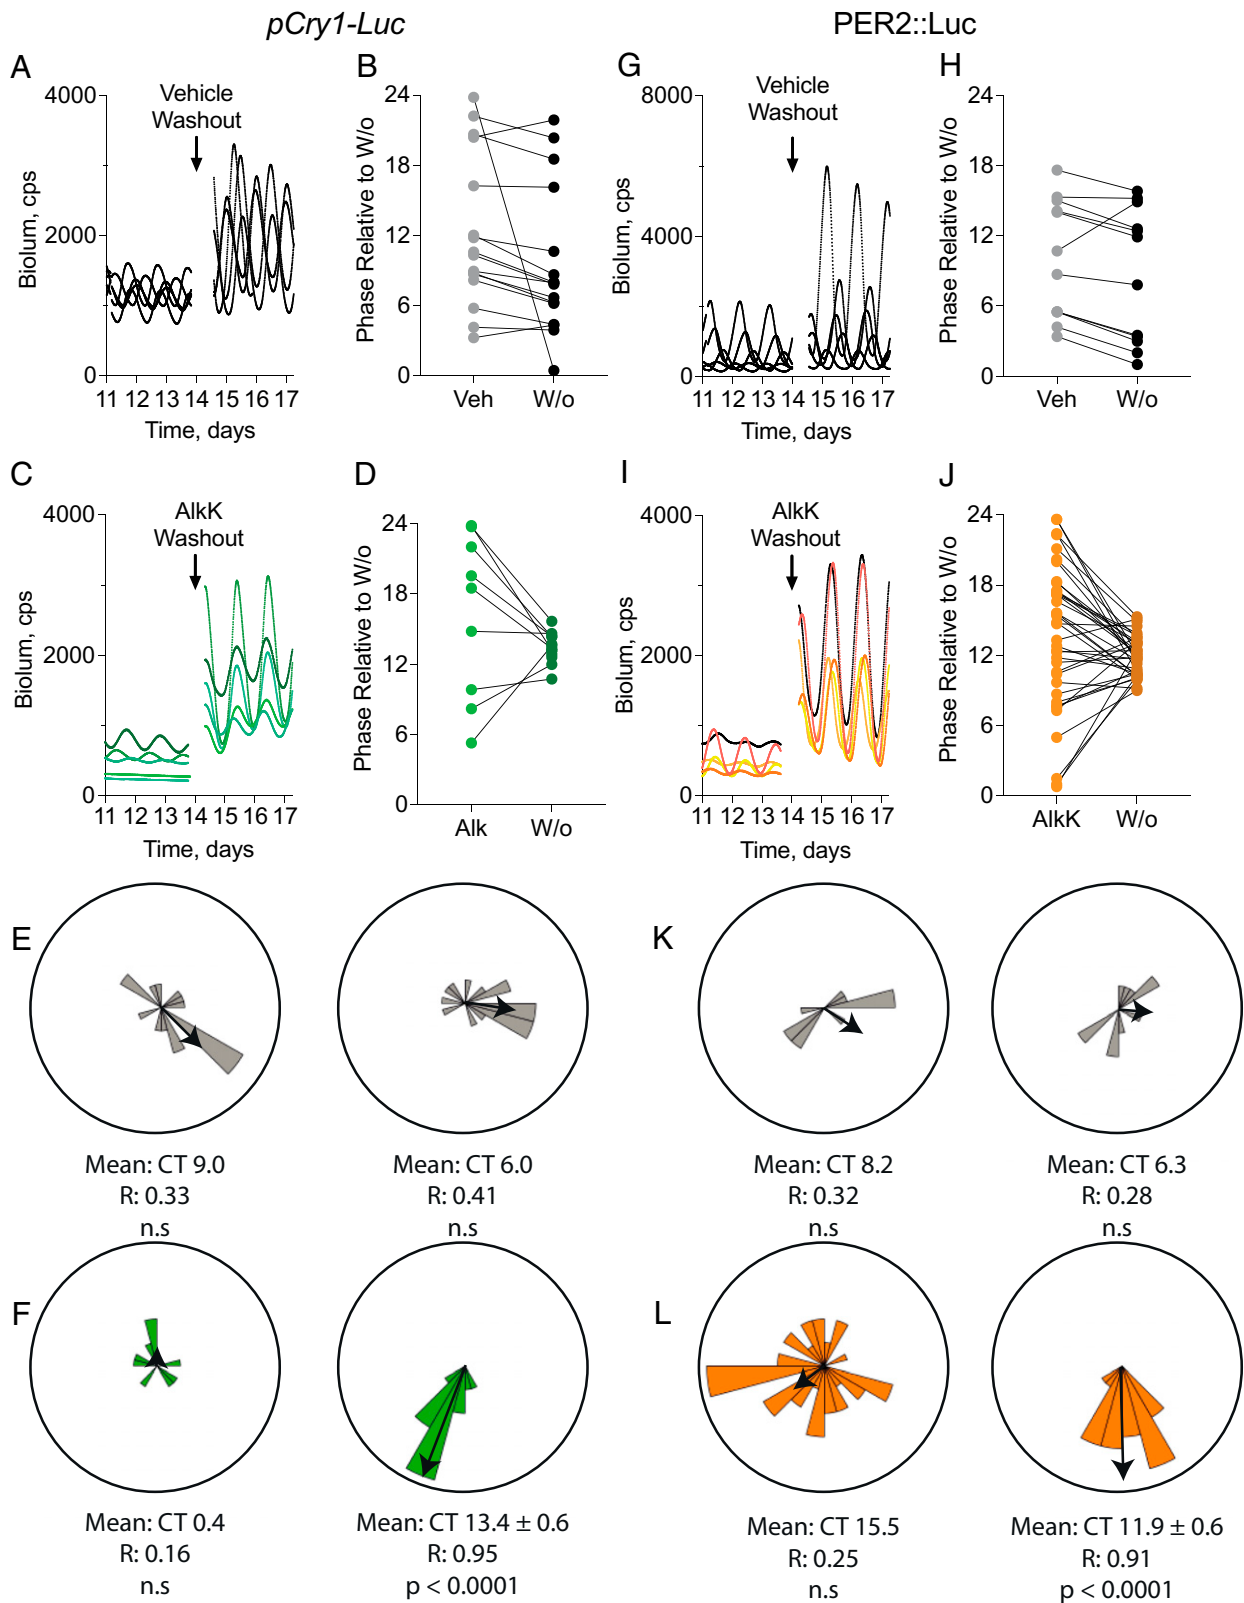 pCry1-Luc
PER2::Luc
A
Vehicle
Washout
4000
2000
0
Biolum, cps
11 12 13 14 15 16 17
Time, days
B
Phase Relative to W/o
24
18
12
6
0
Veh W/o
G
Vehicle
Washout
8000
4000
0
Biolum, cps
11 12 13 14 15 16 17
Time, days
H
Phase Relative to W/o
24
18
12
6
0
Veh W/o
C
AlkK
Washout
4000
2000
0
Biolum, cps
11 12 13 14 15 16 17
Time, days
D
Phase Relative to W/o
24
18
12
6
0
Alk W/o
I
AlkK
Washout
4000
2000
0
Biolum, cps
11 12 13 14 15 16 17
Time, days
J
Phase Relative to W/o
24
18
12
6
0
AlkK W/o
E
Mean: CT 9.0
R: 0.33
n.s
Mean: CT 6.0
R: 0.41
n.s
K
Mean: CT 8.2
R: 0.32
n.s
Mean: CT 6.3
R: 0.28
n.s
F
Mean: CT 0.4
R: 0.16
n.s
Mean: CT 13.4 ± 0.6
R: 0.95
p < 0.0001
L
Mean: CT 15.5
R: 0.25
n.s
Mean: CT 11.9 ± 0.6
R: 0.91
p < 0.0001